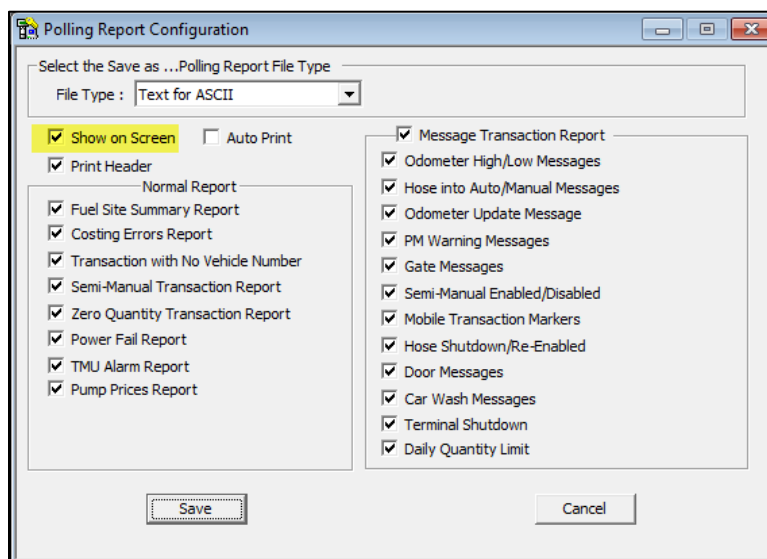 Polling Report Configuration
Select the Save as ...Polling Report File Type
File Type : Text for ASCII
Show on Screen Auto Print
Print Header
Normal Report
Fuel Site Summary Report
Costing Errors Report
Transaction with No Vehicle Number
Semi-Manual Transaction Report
Zero Quantity Transaction Report
Power Fail Report
TMU Alarm Report
Pump Prices Report
Message Transaction Report
Odometer High/Low Messages
Hose into Auto/Manual Messages
Odometer Update Message
PM Warning Messages
Gate Messages
Semi-Manual Enabled/Disabled
Mobile Transaction Markers
Hose Shutdown/Re-Enabled
Door Messages
Car Wash Messages
Terminal Shutdown
Daily Quantity Limit
Save Cancel